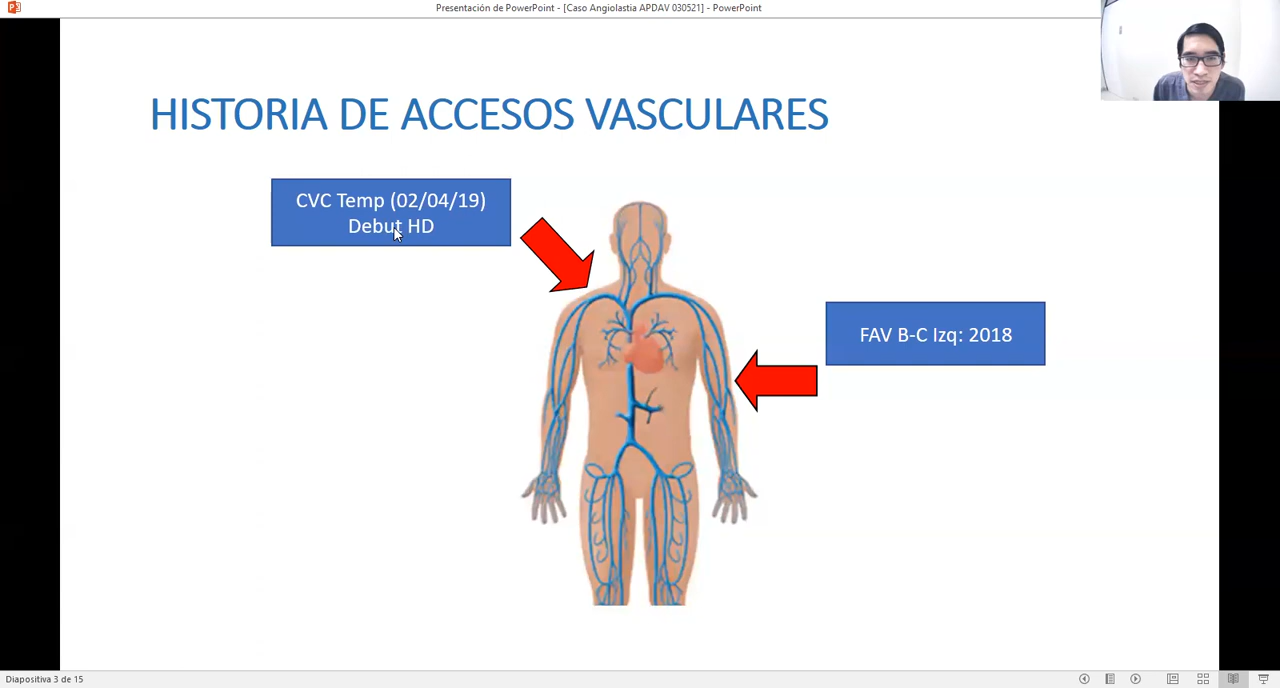 Presentación de PowerPoint - [Caso Angiolastia APDAV 030521] - PowerPoint
HISTORIA DE ACCESOS VASCULARES
CVC Temp (02/04/19)
Debut HD
FAV B-C Izq: 2018
Diapositiva 3 de 15